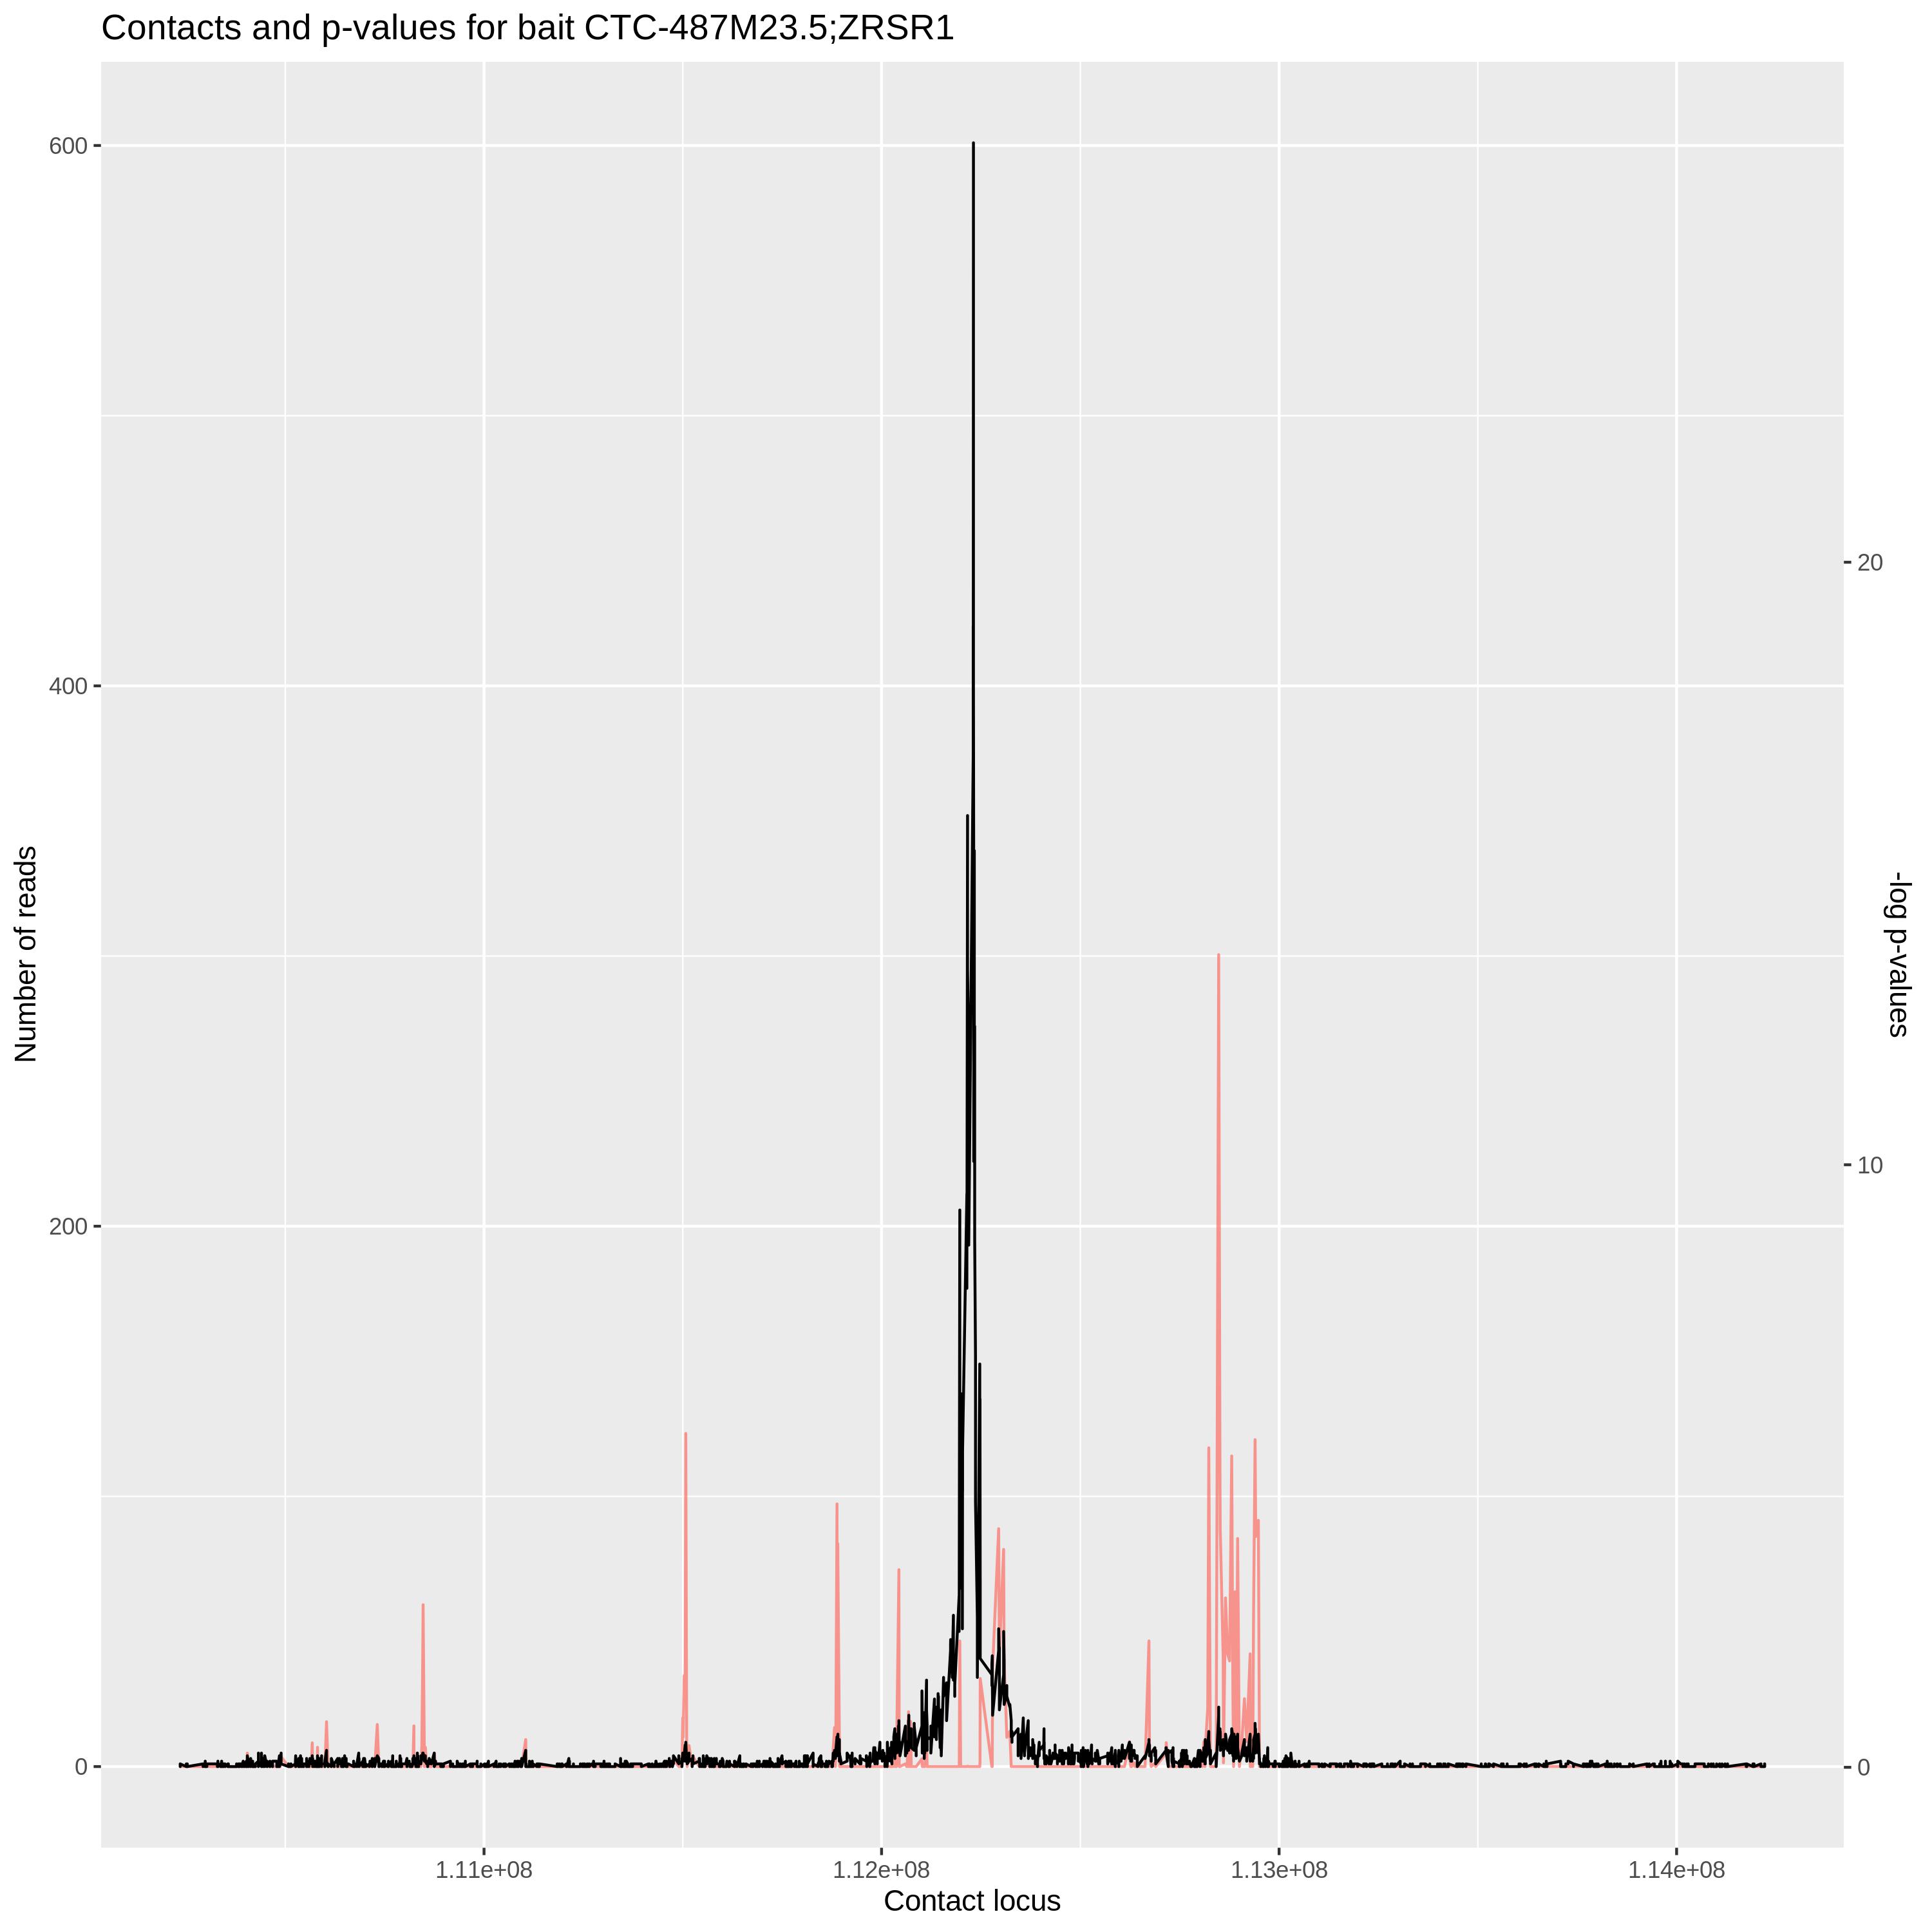 Contacts and p-values for bait CTC-487M23.5;ZRSR1
600
400
200
0
Number of reads
20
10
0
-log p-values
1.11e+08
1.12e+08
1.13e+08
1.14e+08
Contact locus